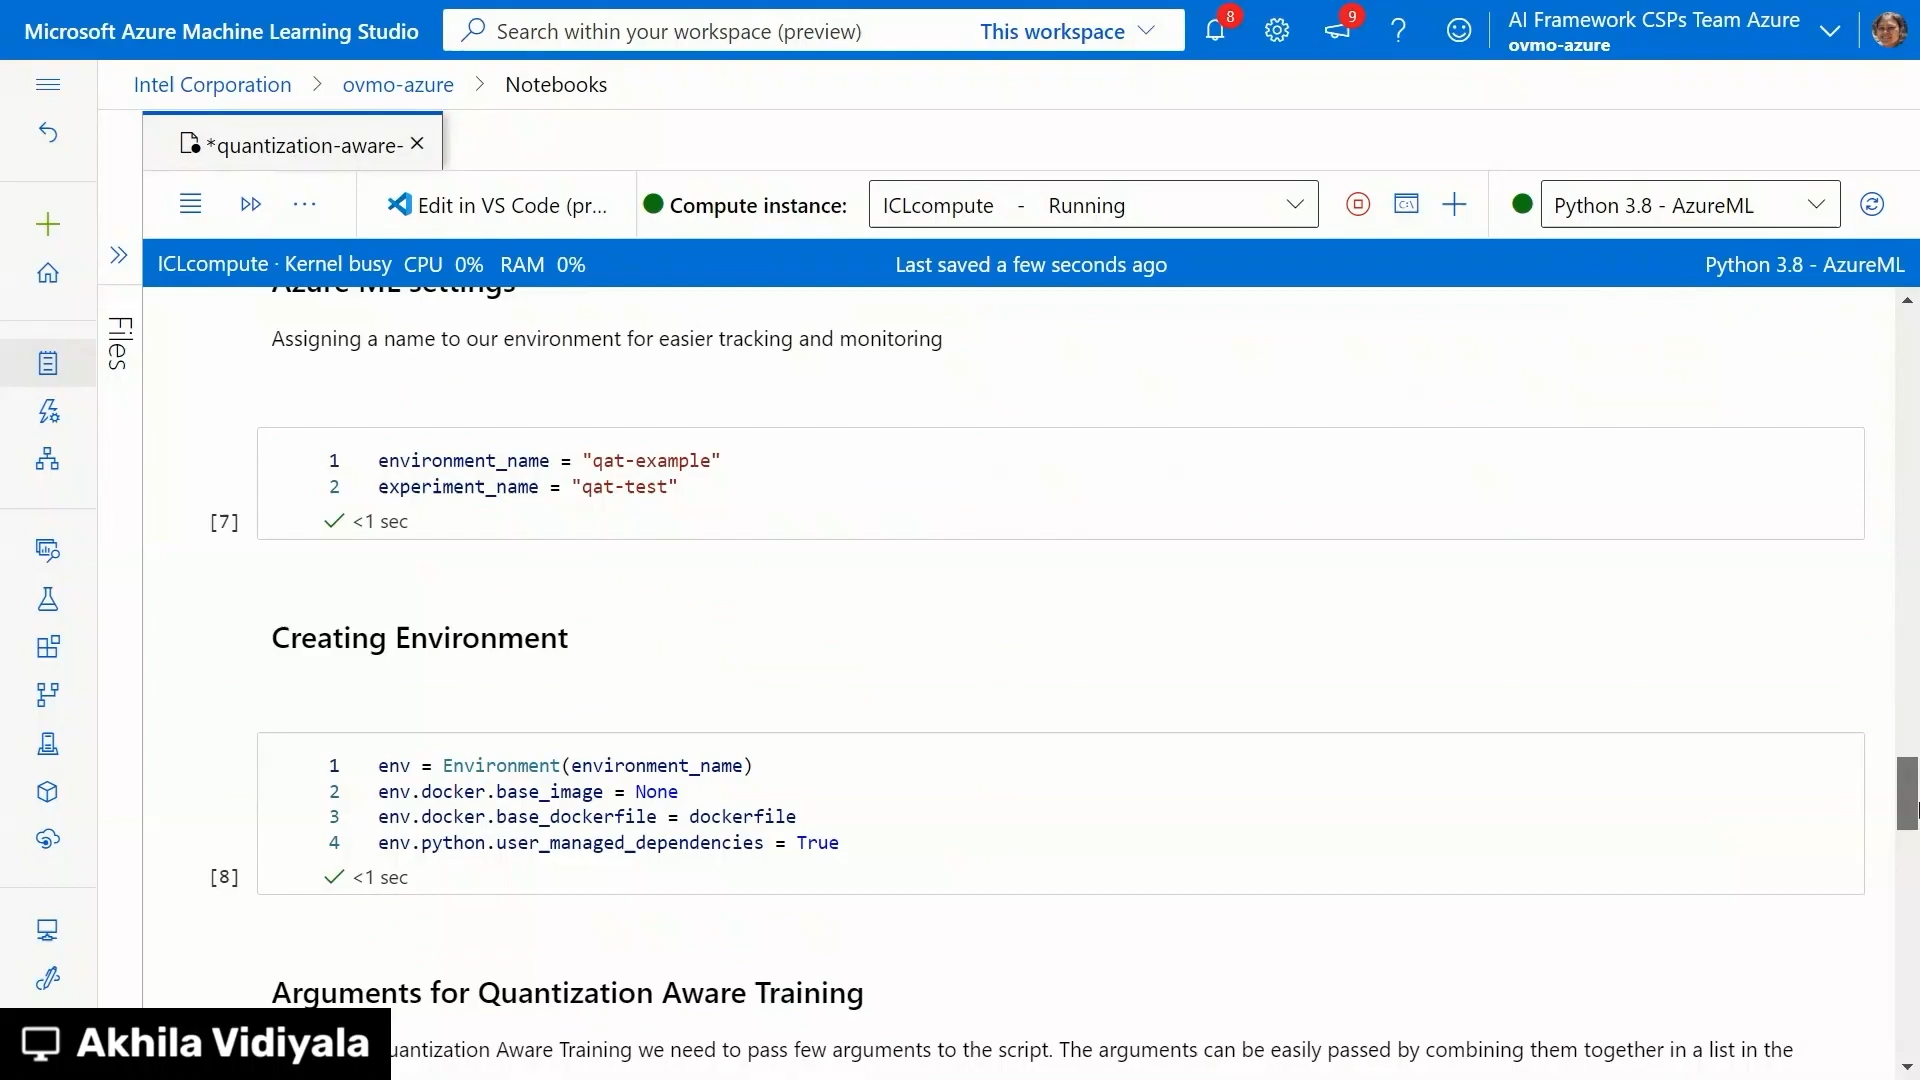 Microsoft Azure Machine Learning Studio
Search within your workspace (preview)
This workspace
8
9
AI Framework CSPs Team Azure
ovmo-azure
Intel Corporation > ovmo-azure > Notebooks
*quantization-aware-
Edit in VS Code (pr...
Compute instance:
ICLcompute - Running
Python 3.8 - AzureML
ICLcompute · Kernel busy CPU 0% RAM 0%
Last saved a few seconds ago
Python 3.8 - AzureML
Files
Azure ML settings
Assigning a name to our environment for easier tracking and monitoring
1 environment_name = "qat-example"
2 experiment_name = "qat-test"
[7] <1 sec
Creating Environment
1 env = Environment(environment_name)
2 env.docker.base_image = None
3 env.docker.base_dockerfile = dockerfile
4 env.python.user_managed_dependencies = True
[8] <1 sec
Arguments for Quantization Aware Training
uantization Aware Training we need to pass few arguments to the script. The arguments can be easily passed by combining them together in a list in the
Akhila Vidiyala